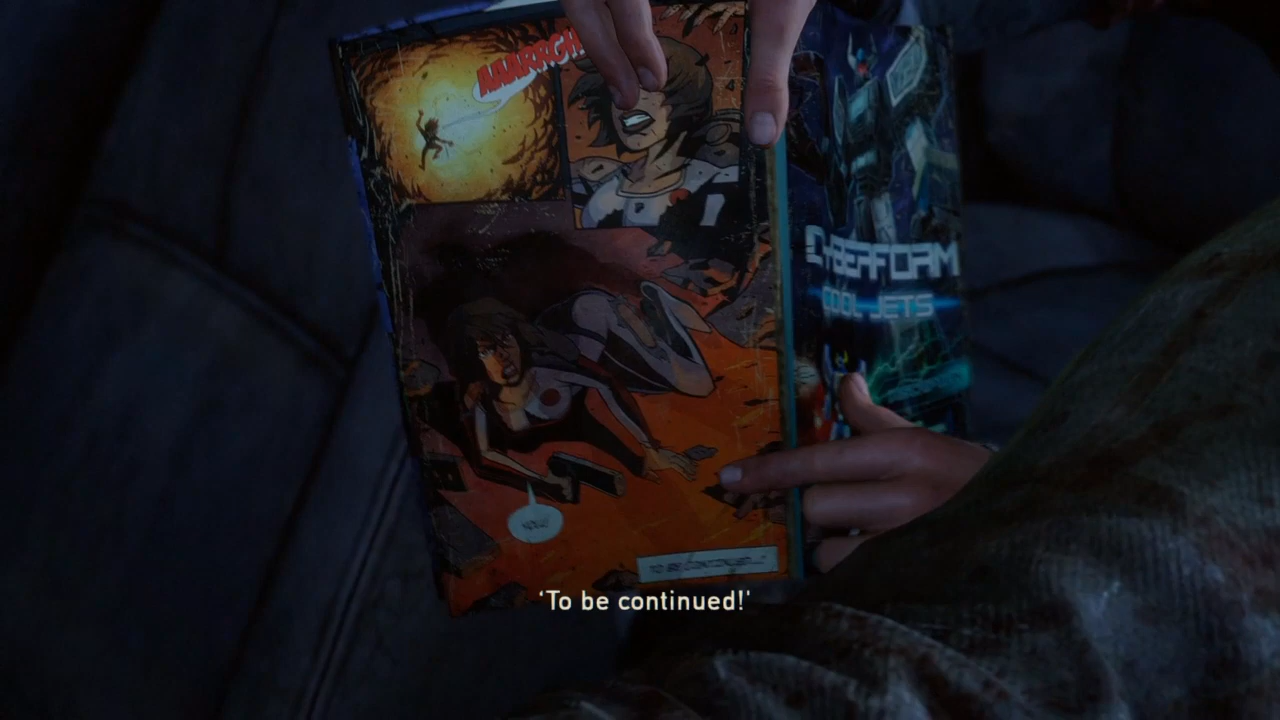 AAARRGH
CYBERFORM
COOL JETS
TO BE CONTINUED...
‘To be continued!'